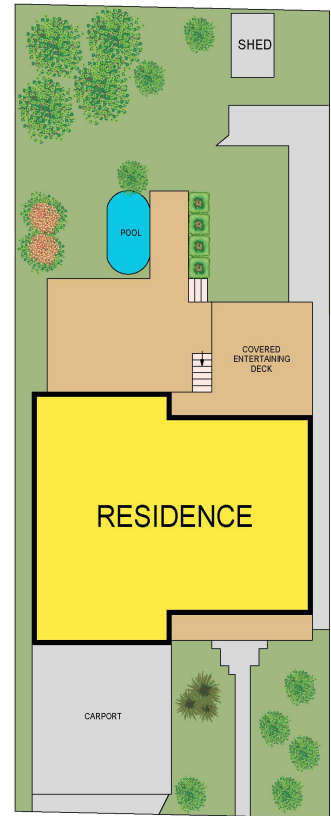 SHED
POOL
COVERED
ENTERTAINING
DECK
RESIDENCE
CARPORT